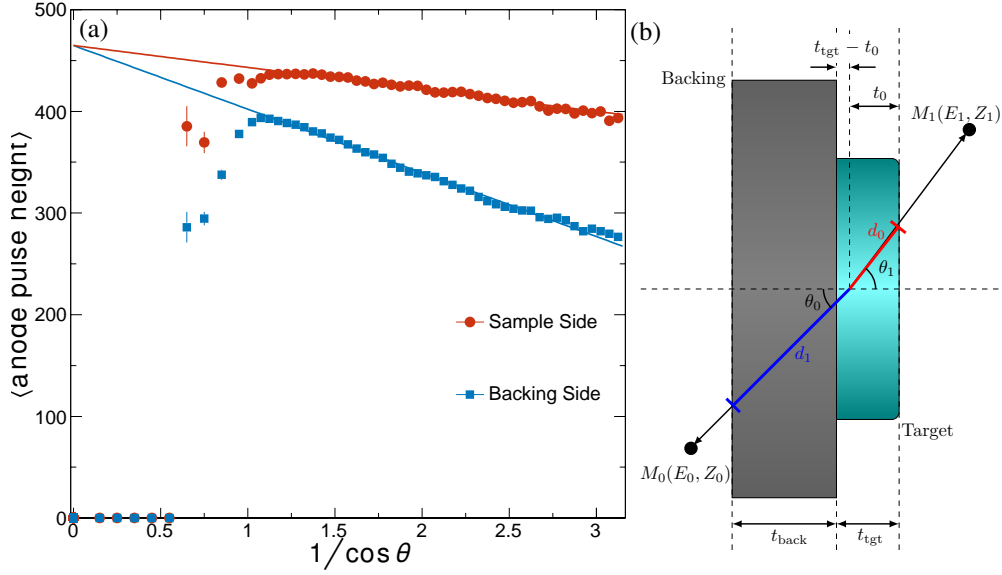 (a)
500
400
300
200
100
0
⟨anode pulse height⟩
Sample Side
Backing Side
0 0.5 1 1.5 2 2.5 3
1/cos θ
(b)
t_tgt − t_0
Backing
t_0
M_1(E_1, Z_1)
d_0
θ_1
θ_0
d_1
Target
M_0(E_0, Z_0)
t_back
t_tgt